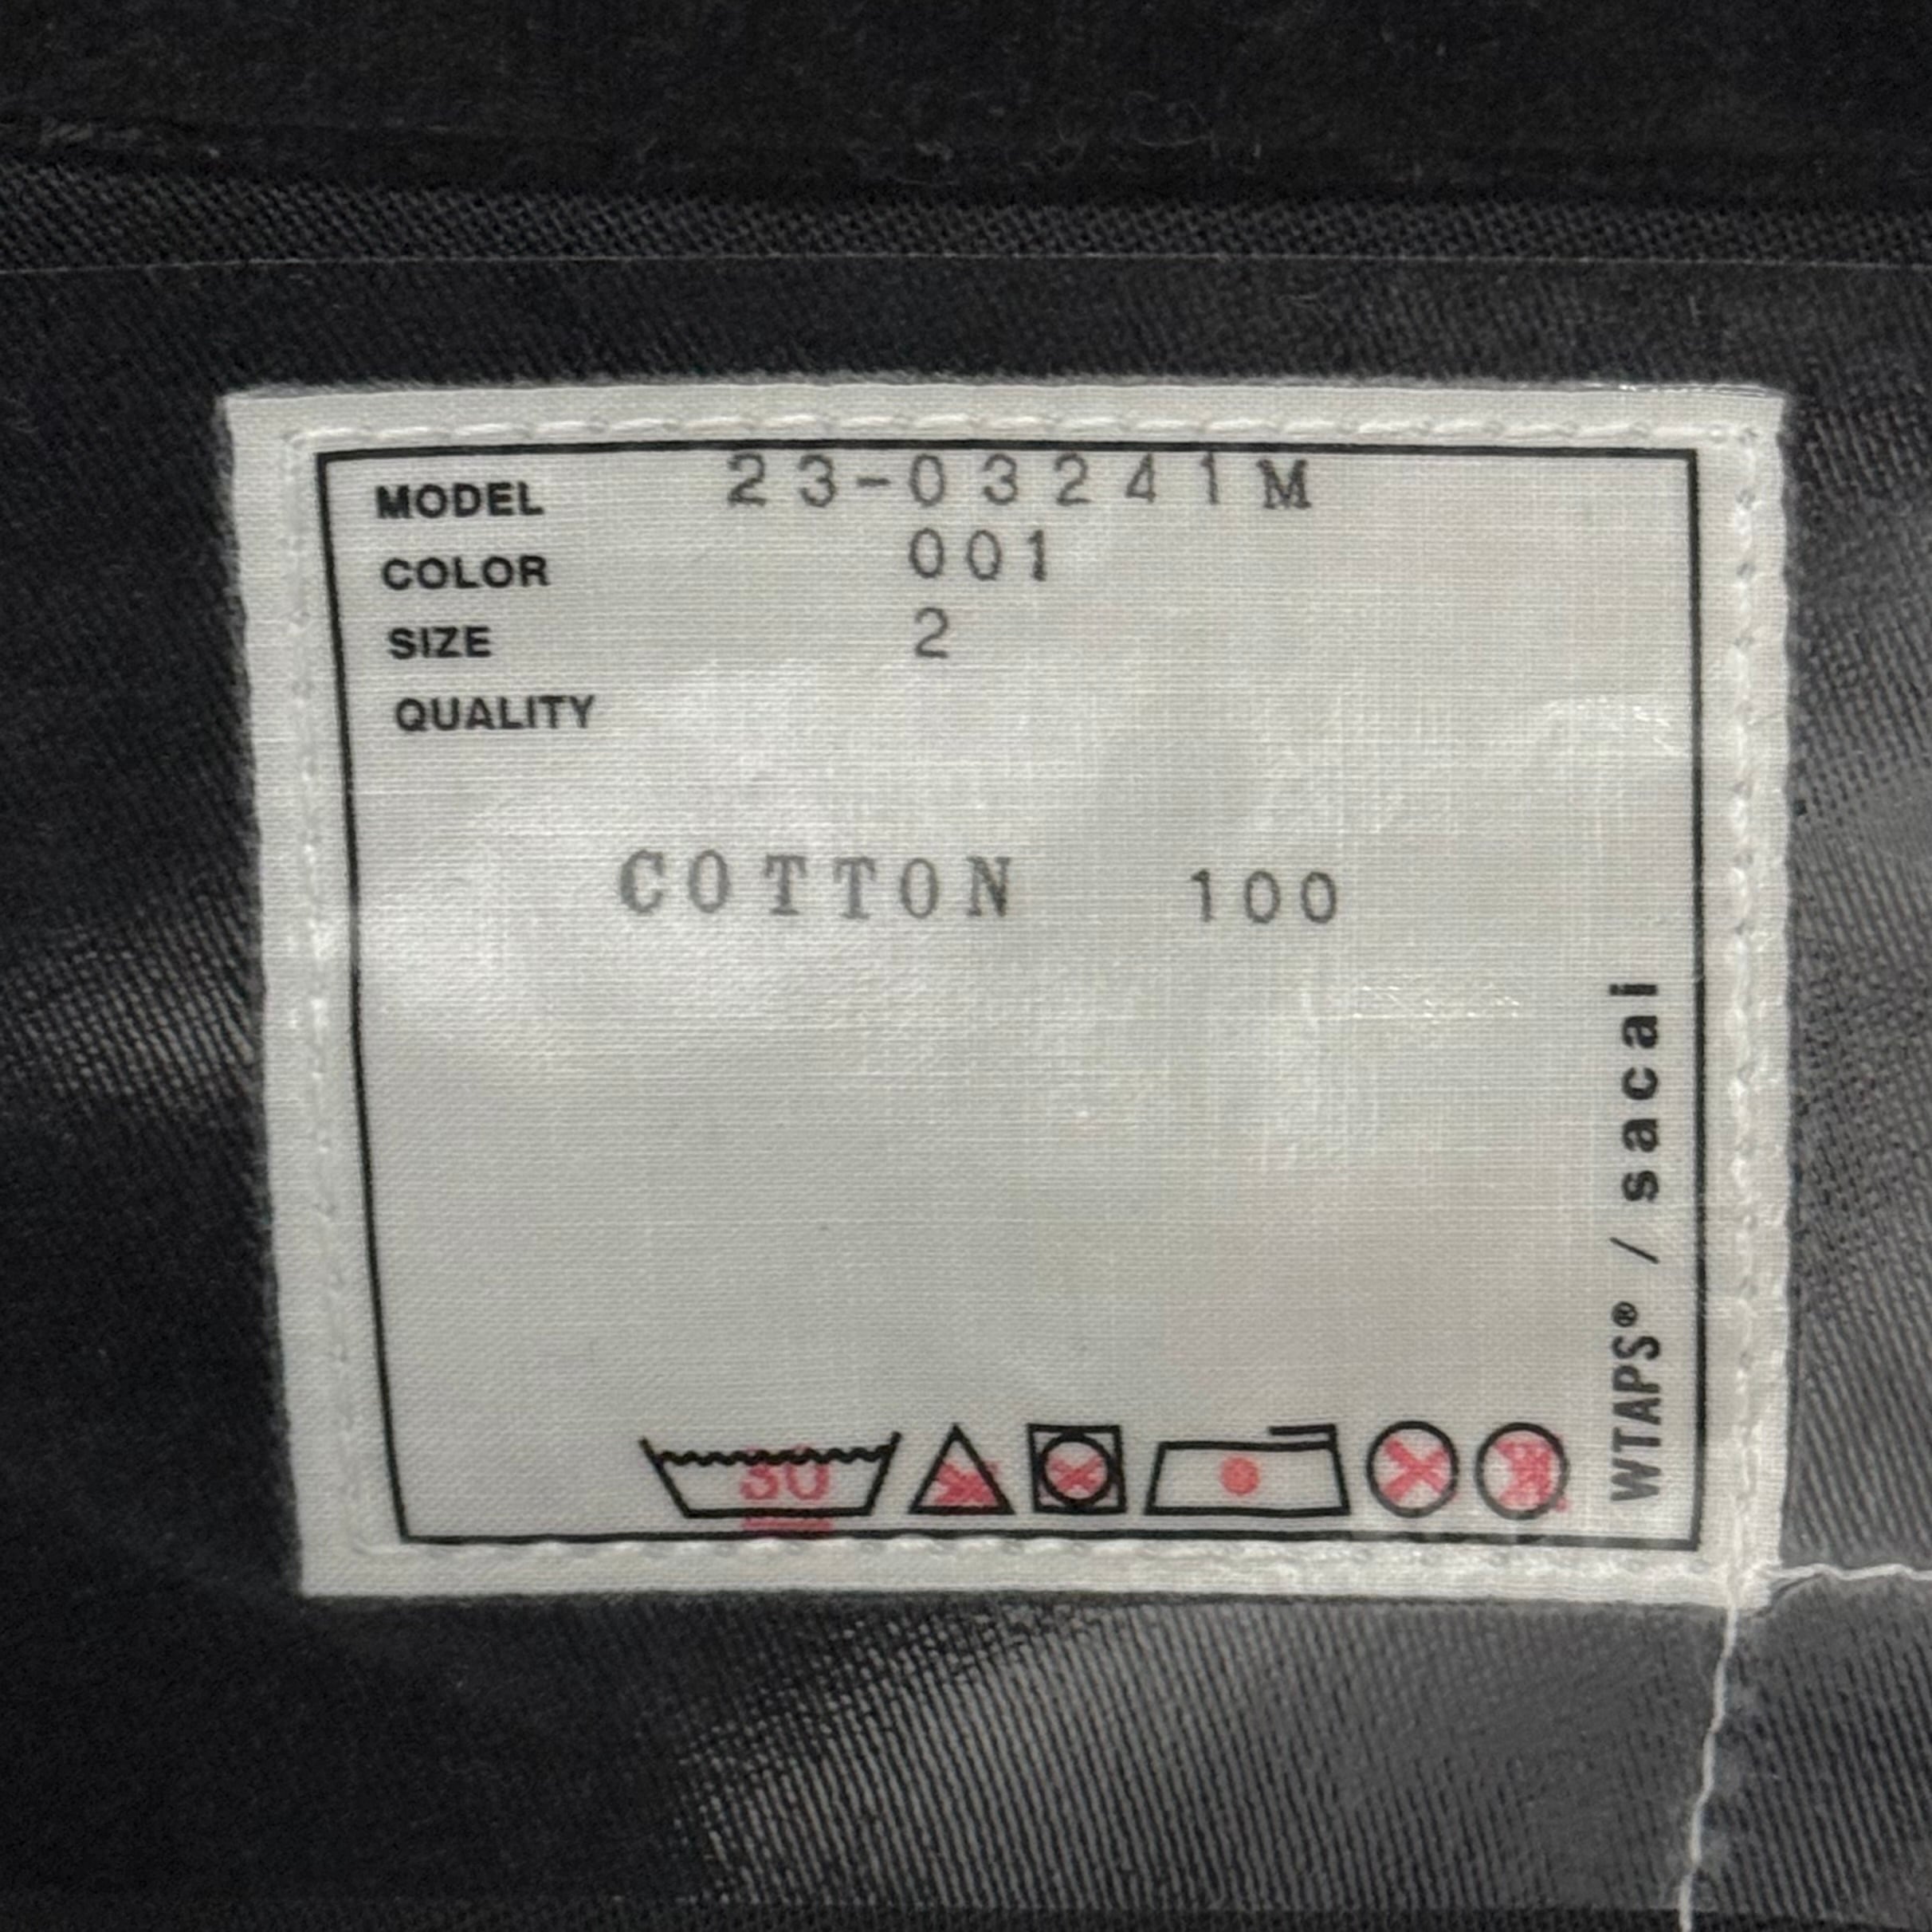 MODEL 23-03241M
COLOR 001
SIZE 2
QUALITY
COTTON 100
30
WTAPS® / sacai